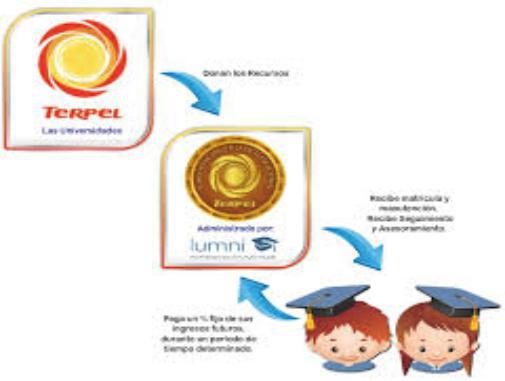 TERPEL
Las Universidades
Donan los Recursos
TERPEL
Administrado por:
lumni
Recibe matrícula y
manutención.
Recibe Seguimiento
y Asesoramiento.
Paga un % fijo de sus
ingresos futuros,
durante un periodo de
tiempo determinado.